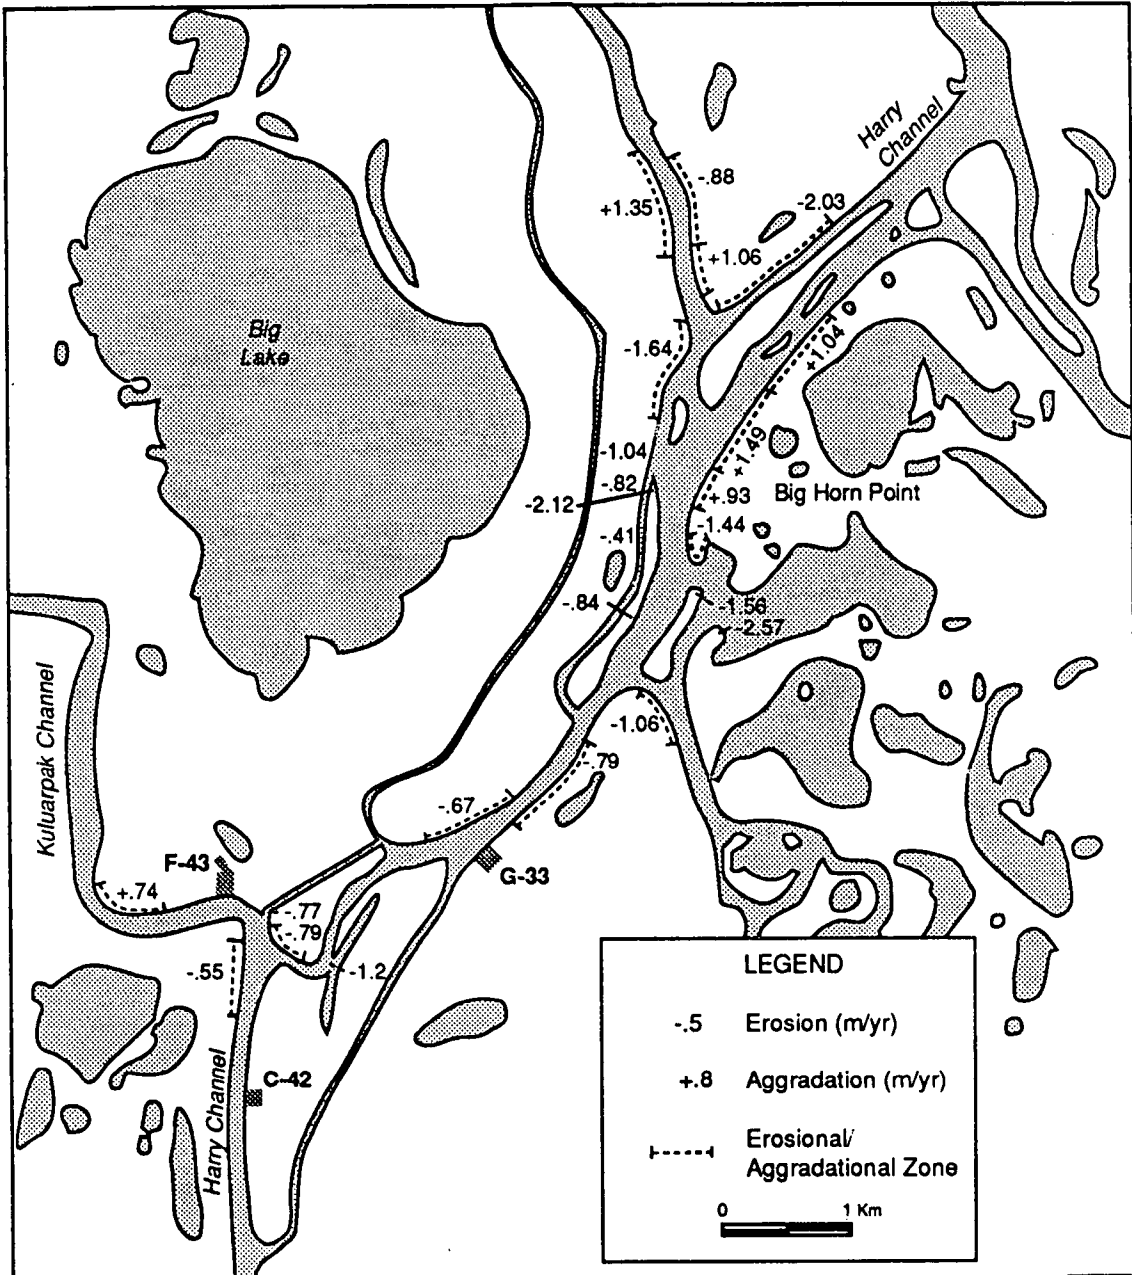 Harry
Channel
-.88
-2.03
+1.35
+1.06
Big
Lake
-1.64
+1.04
-1.04
+1.49
-.82
-2.12
+.93
Big Horn Point
-1.44
-.41
-.84
-1.56
-2.57
Kuluarpak Channel
-1.06
-.79
-.67
F-43
G-33
+.74
-.77
-.79
-.55
-1.2
C-42
Harry Channel
LEGEND
-.5 Erosion (m/yr)
+.8 Aggradation (m/yr)
Erosional/
Aggradational Zone
0 1 Km